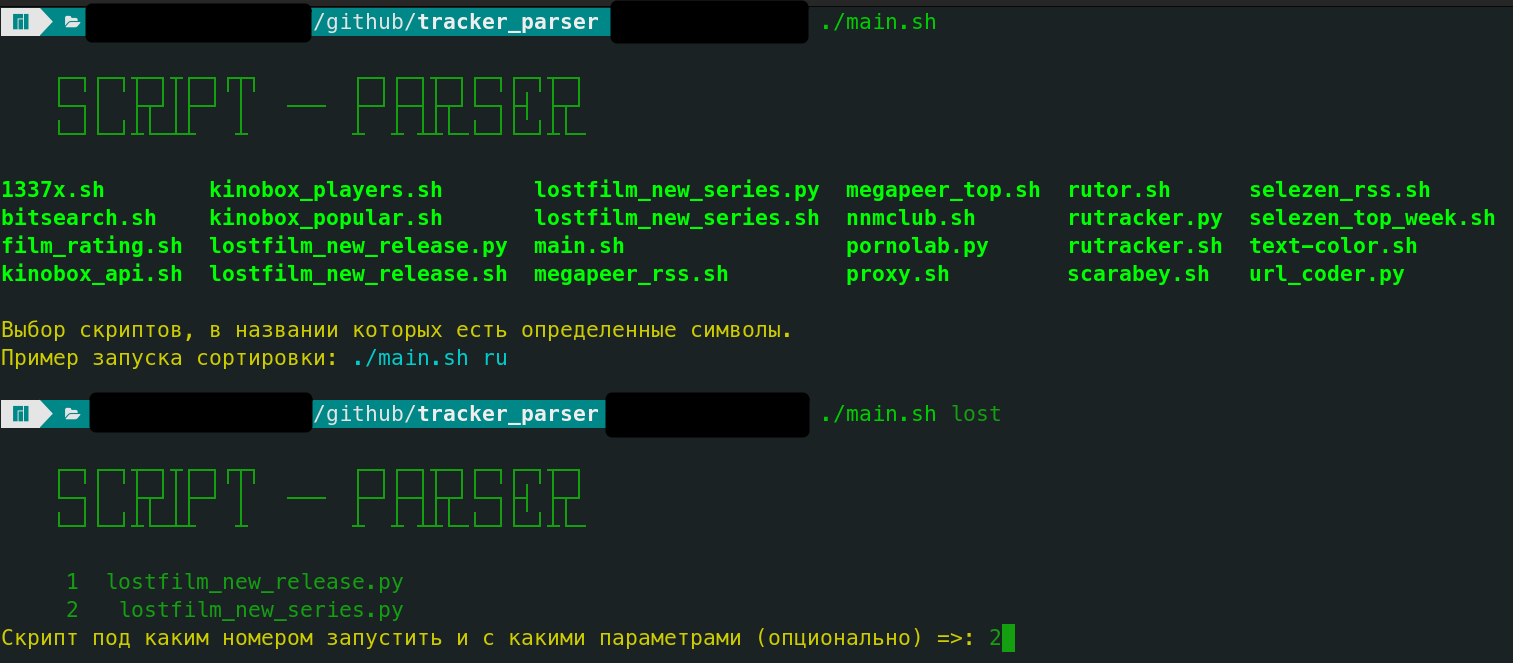 /github/tracker_parser ./main.sh
SCRIPT — PARSER
1337x.sh kinobox_players.sh lostfilm_new_series.py megapeer_top.sh rutor.sh selezen_rss.sh
bitsearch.sh kinobox_popular.sh lostfilm_new_series.sh nnmclub.sh rutracker.py selezen_top_week.sh
film_rating.sh lostfilm_new_release.py main.sh pornolab.py rutracker.sh text-color.sh
kinobox_api.sh lostfilm_new_release.sh megapeer_rss.sh proxy.sh scarabey.sh url_coder.py
Выбор скриптов, в названии которых есть определенные символы.
Пример запуска сортировки: ./main.sh ru
/github/tracker_parser ./main.sh lost
SCRIPT — PARSER
1 lostfilm_new_release.py
2 lostfilm_new_series.py
Скрипт под каким номером запустить и с какими параметрами (опционально) =>: 2